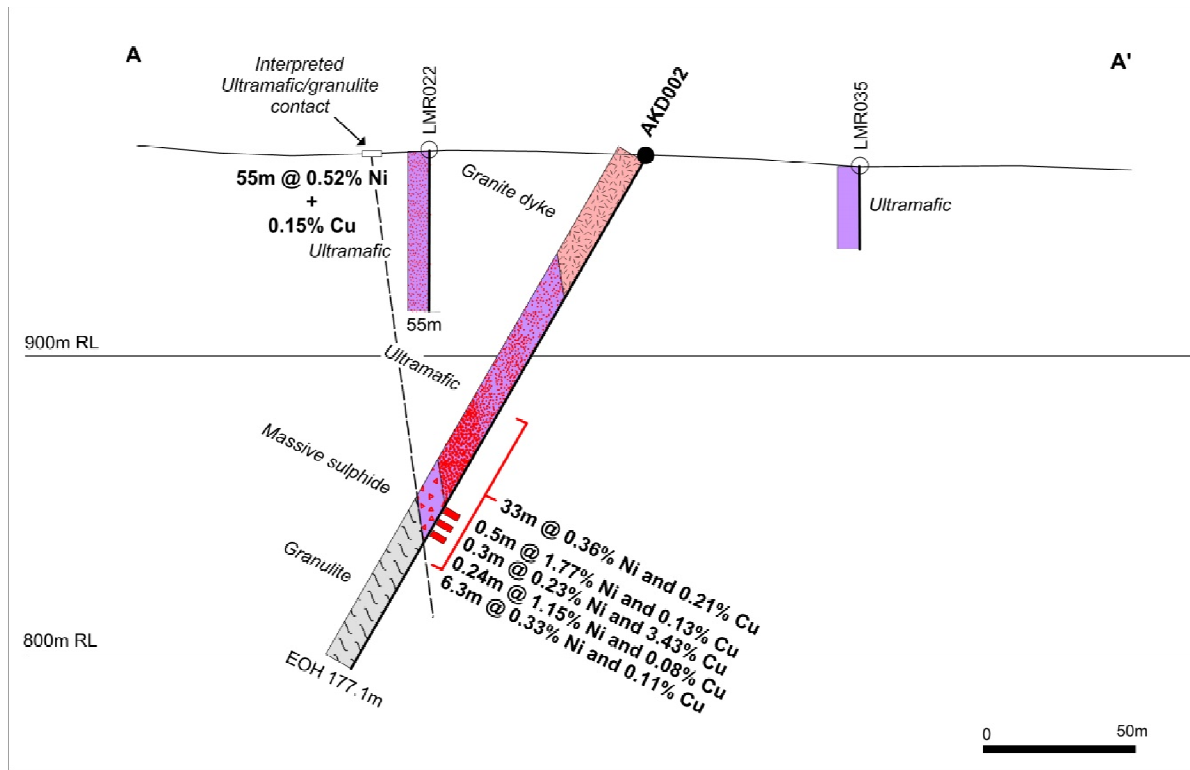 A
A'
Interpreted
Ultramafic/granulite
contact
LMR022
AKD002
LMR035
55m @ 0.52% Ni
+
0.15% Cu
Ultramafic
Granite dyke
Ultramafic
55m
900m RL
Ultramafic
Massive sulphide
Granulite
33m @ 0.36% Ni and 0.21% Cu
0.5m @ 1.77% Ni and 0.13% Cu
0.3m @ 0.23% Ni and 3.43% Cu
0.24m @ 1.15% Ni and 0.08% Cu
6.3m @ 0.33% Ni and 0.11% Cu
800m RL
EOH 177.1m
0
50m